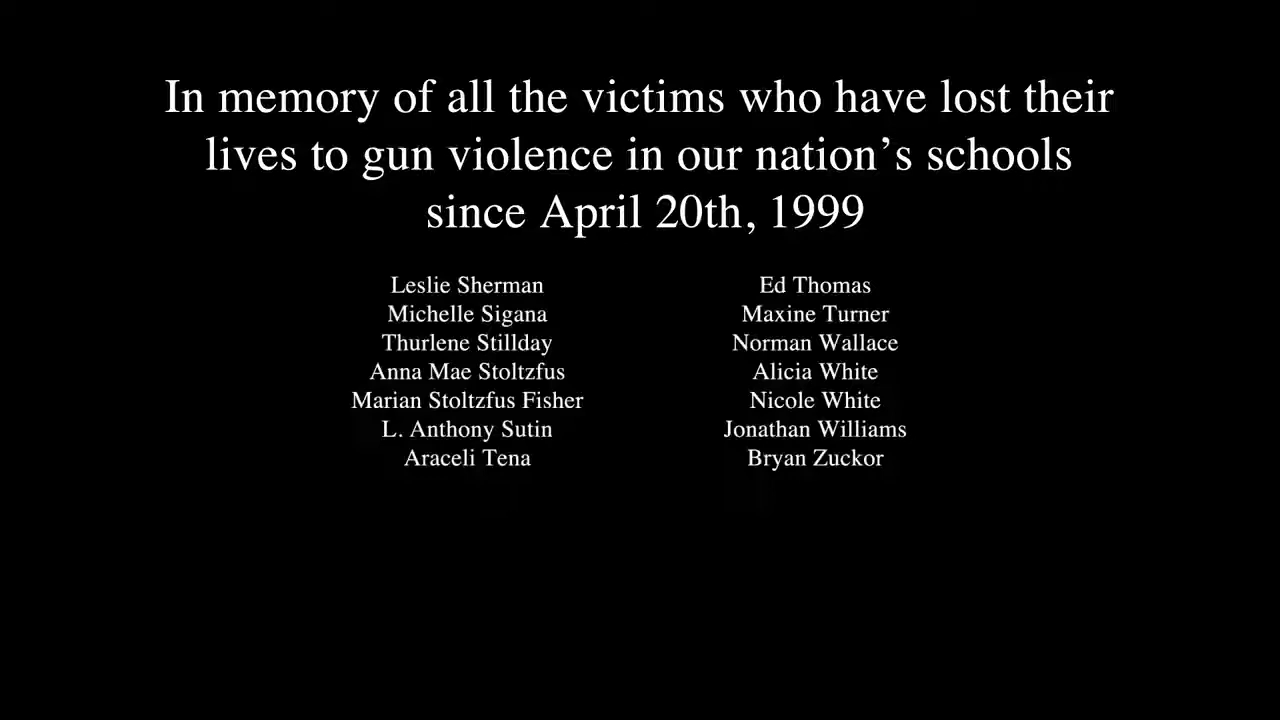 In memory of all the victims who have lost their
lives to gun violence in our nation’s schools
since April 20th, 1999
Leslie Sherman
Michelle Sigana
Thurlene Stillday
Anna Mae Stoltzfus
Marian Stoltzfus Fisher
L. Anthony Sutin
Araceli Tena
Ed Thomas
Maxine Turner
Norman Wallace
Alicia White
Nicole White
Jonathan Williams
Bryan Zuckor